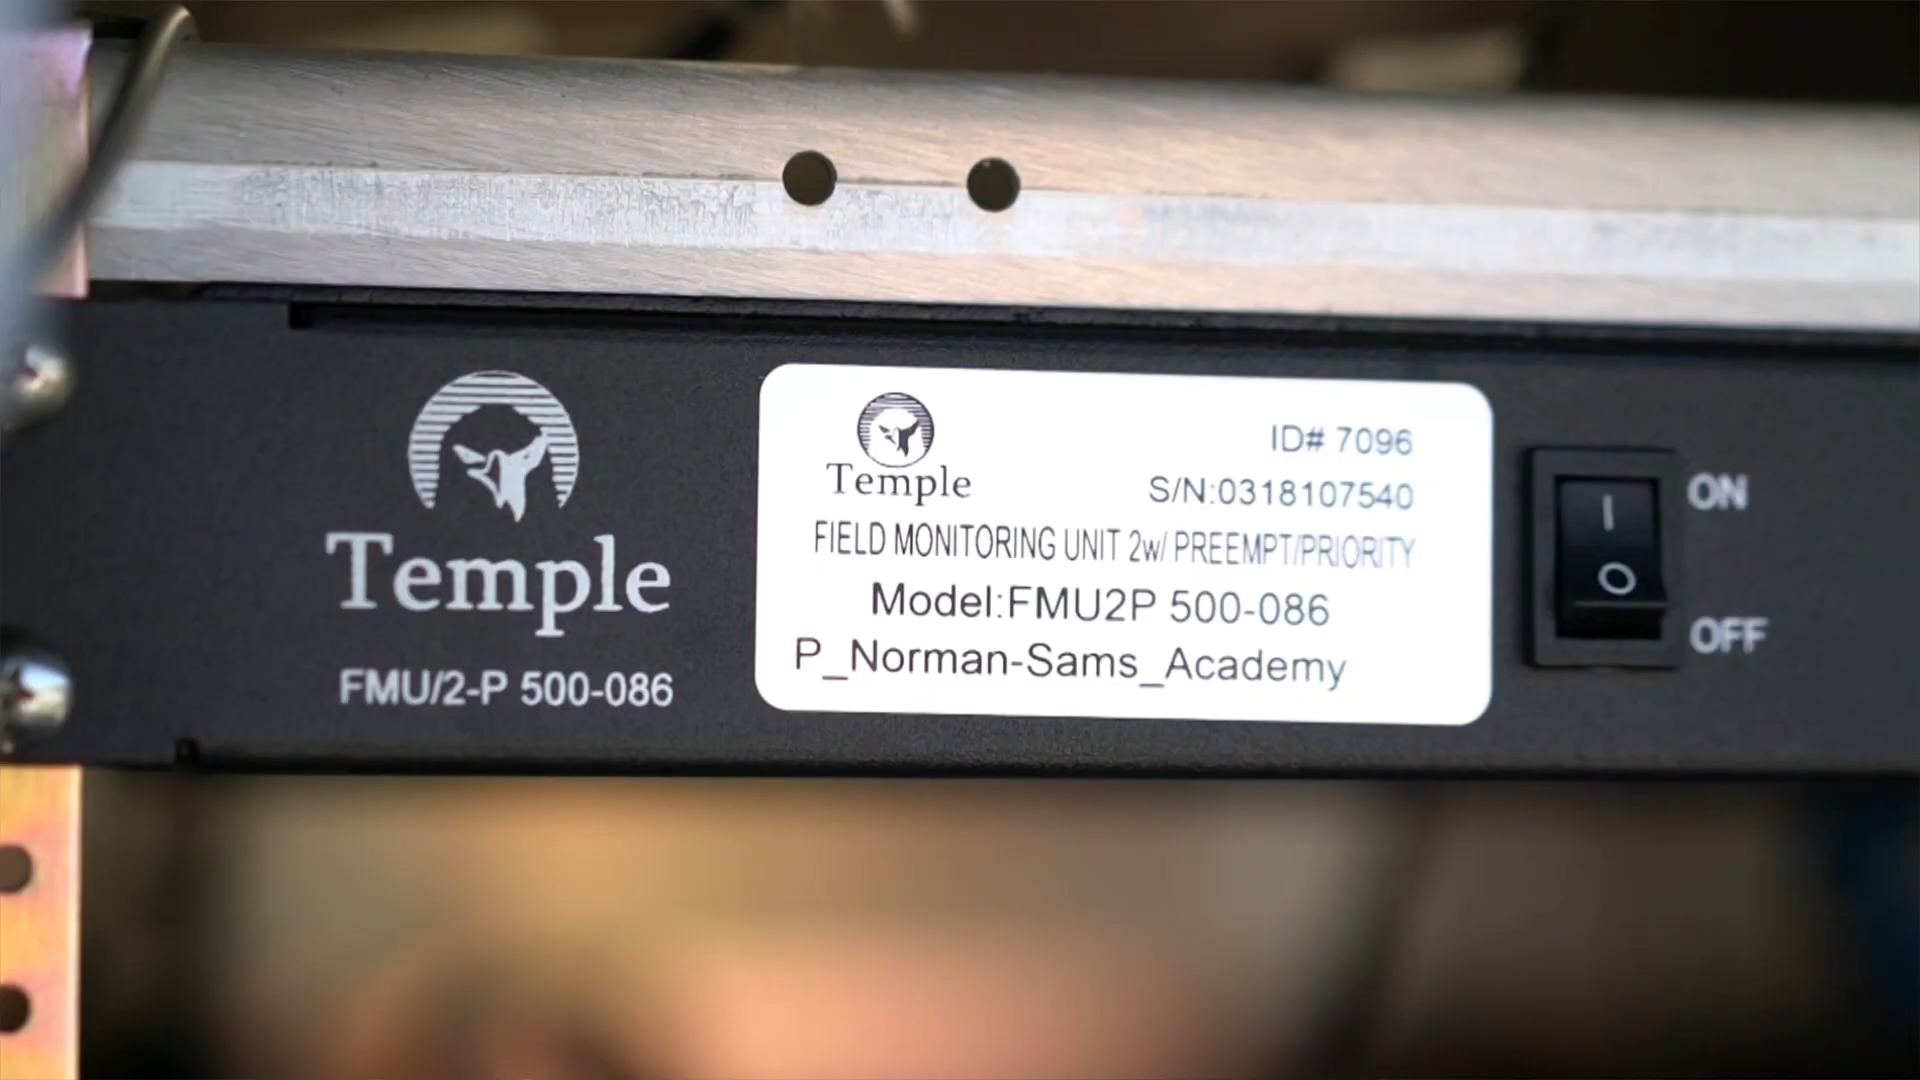 Temple
FMU/2-P 500-086
Temple
ID# 7096
S/N:0318107540
FIELD MONITORING UNIT 2w/ PREEMPT/PRIORITY
Model:FMU2P 500-086
P_Norman-Sams_Academy
I
O
ON
OFF